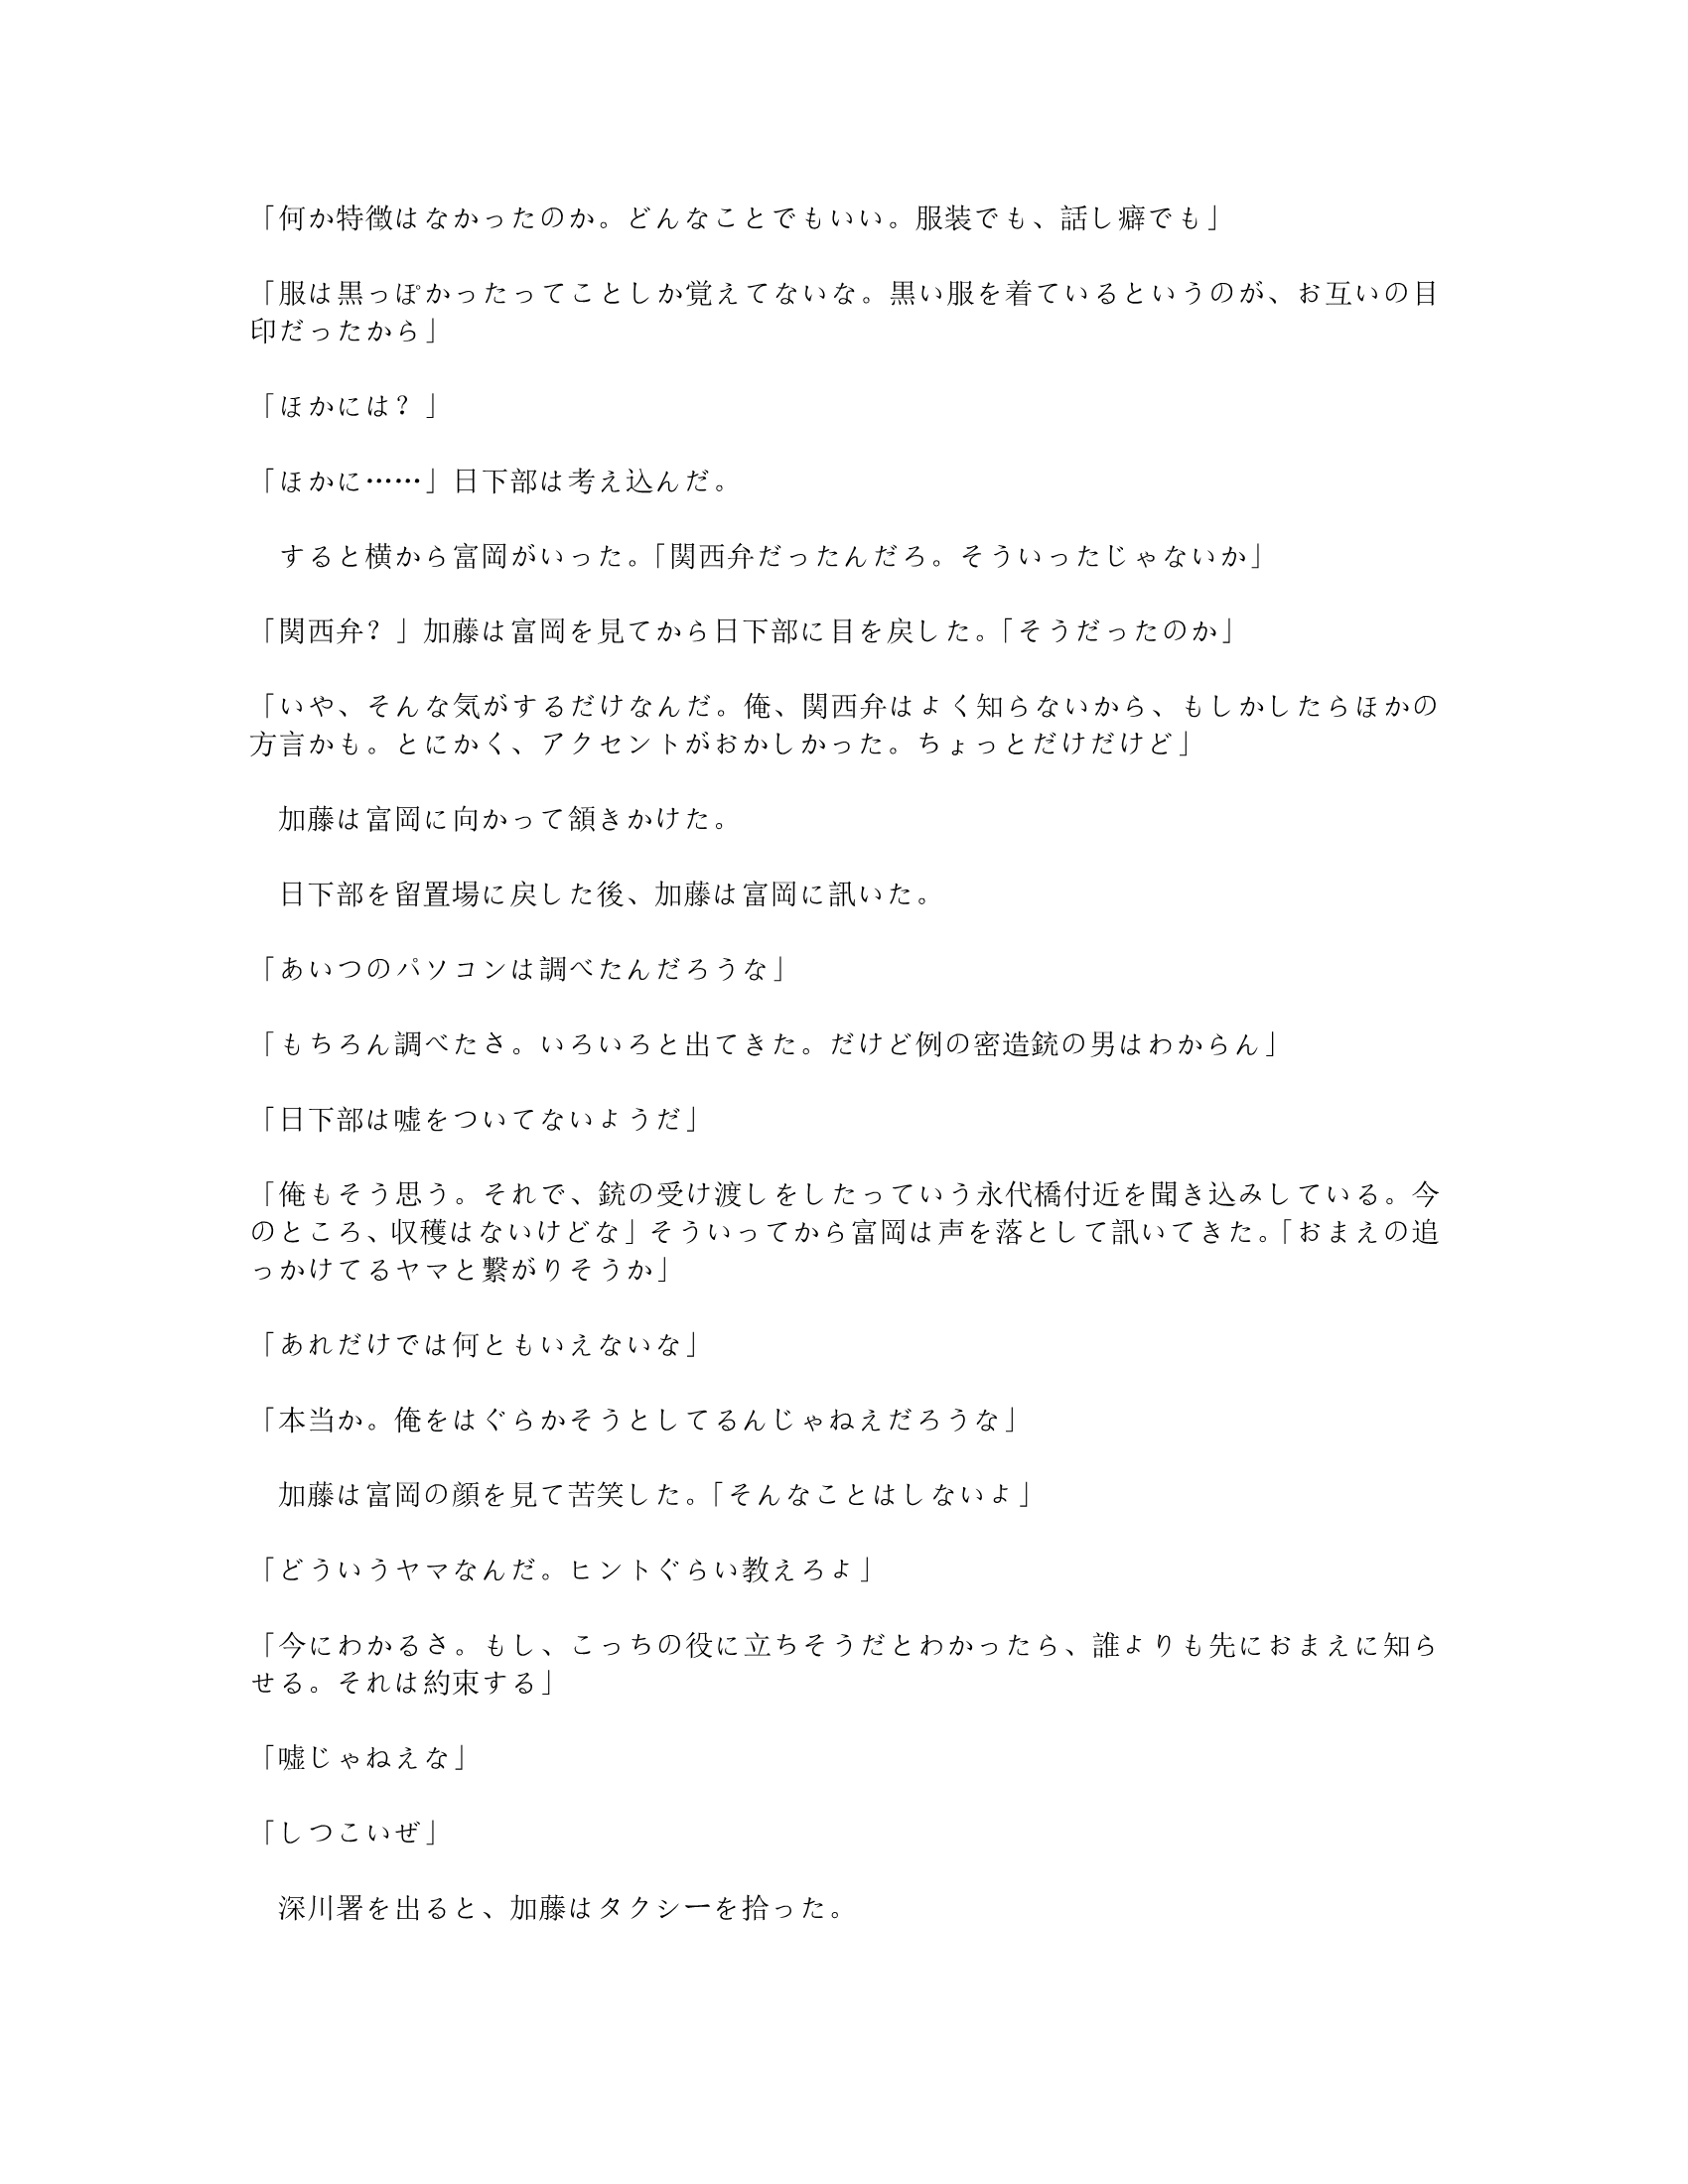 「何か特徴はなかったのか。どんなことでもいい。服装でも、話し癖でも」
「服は黒っぽかったってことしか覚えてないな。黒い服を着ているというのが、お互いの目
印だったから」
「ほかには？」
「ほかに……」日下部は考え込んだ。
　すると横から富岡がいった。「関西弁だったんだろ。そういったじゃないか」
「関西弁？」加藤は富岡を見てから日下部に目を戻した。「そうだったのか」
「いや、そんな気がするだけなんだ。俺、関西弁はよく知らないから、もしかしたらほかの
方言かも。とにかく、アクセントがおかしかった。ちょっとだけだけど」
　加藤は富岡に向かって頷きかけた。
　日下部を留置場に戻した後、加藤は富岡に訊いた。
「あいつのパソコンは調べたんだろうな」
「もちろん調べたさ。いろいろと出てきた。だけど例の密造銃の男はわからん」
「日下部は嘘をついてないようだ」
「俺もそう思う。それで、銃の受け渡しをしたっていう永代橋付近を聞き込みしている。今
のところ、収穫はないけどな」そういってから富岡は声を落として訊いてきた。「おまえの追
っかけてるヤマと繋がりそうか」
「あれだけでは何ともいえないな」
「本当か。俺をはぐらかそうとしてるんじゃねえだろうな」
　加藤は富岡の顔を見て苦笑した。「そんなことはしないよ」
「どういうヤマなんだ。ヒントぐらい教えろよ」
「今にわかるさ。もし、こっちの役に立ちそうだとわかったら、誰よりも先におまえに知ら
せる。それは約束する」
「嘘じゃねえな」
「しつこいぜ」
　深川署を出ると、加藤はタクシーを拾った。